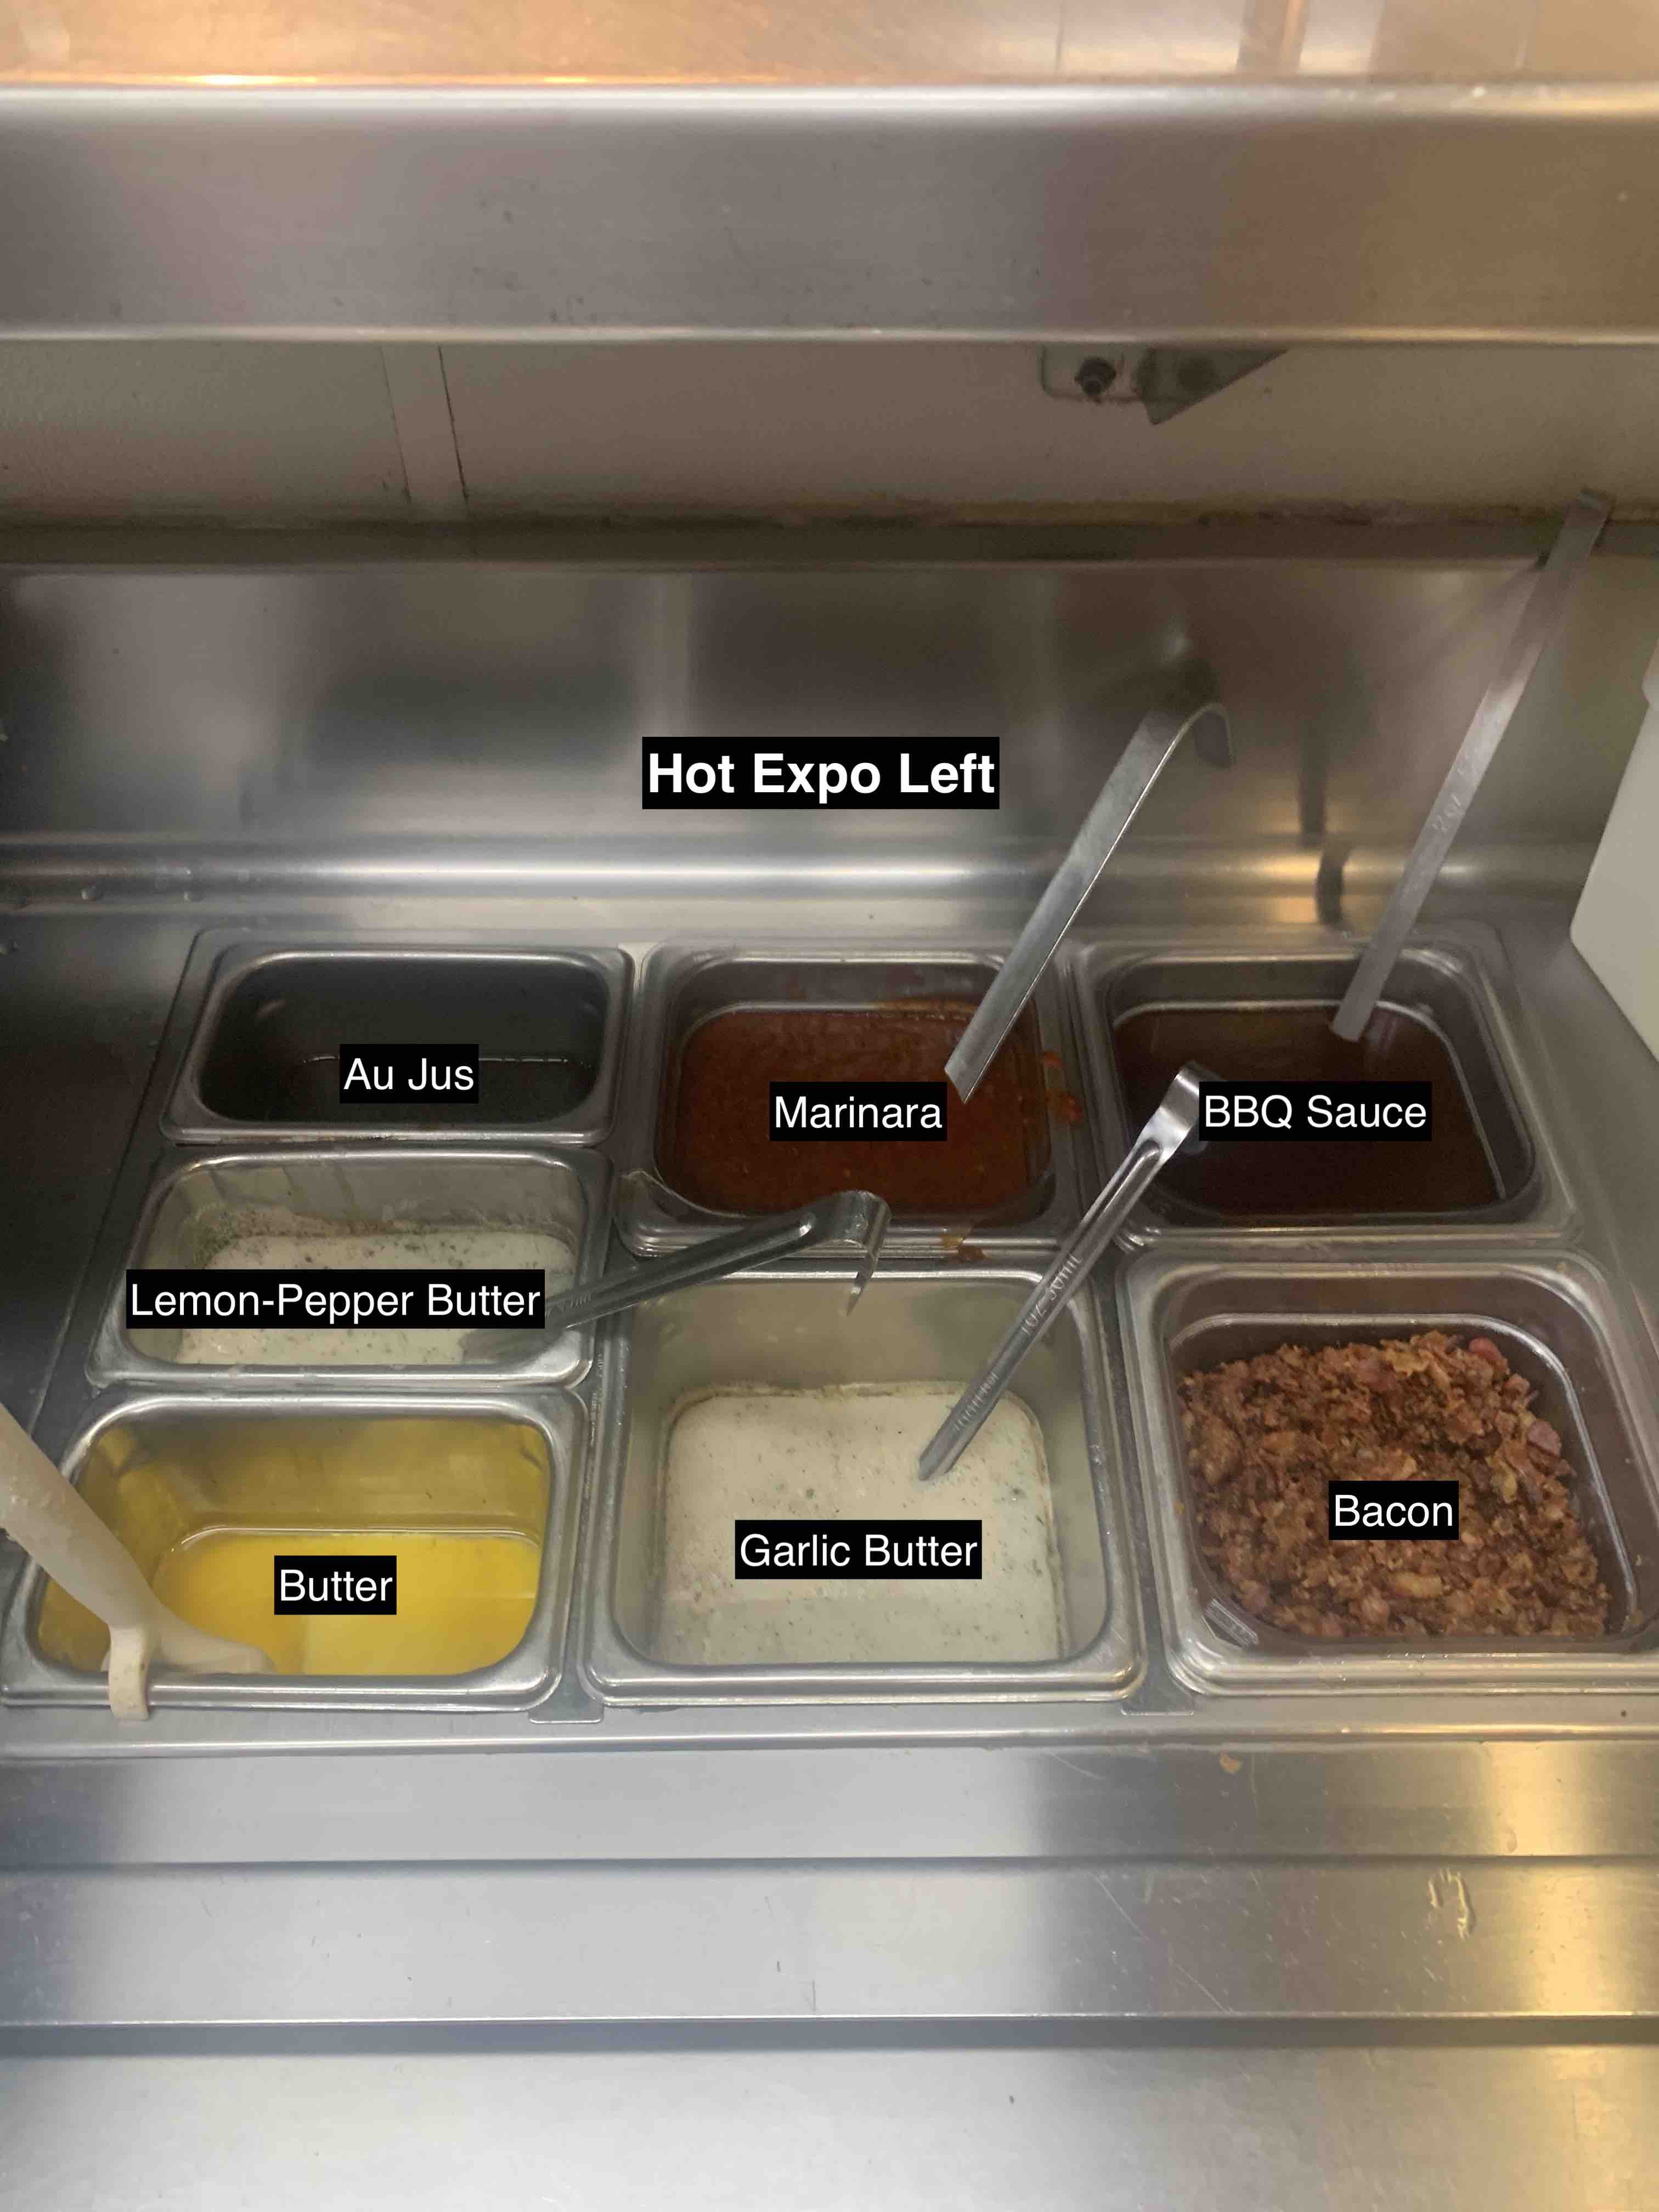 Hot Expo Left
Au Jus
Marinara
BBQ Sauce
Lemon-Pepper Butter
Garlic Butter
Bacon
Butter